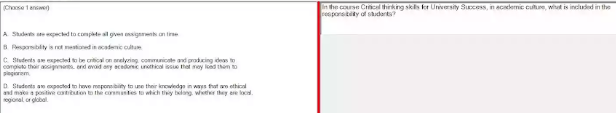 (Choose 1 answer)
A. Students are expected to complete all given assignments on time
B. Responsibility is not mentioned in academic culture
C. Students are expected to be critical on analyzing, communicate and producing ideas to
complete their assignments, and avoid any academic unethical issue that may lead them to
plagiarism.
D. Students are expected to have responsibility to use their knowledge in ways that are ethical
and make a positive contribution to the communities to which they belong, whether they are local,
regional, or global.
In the course Critical thinking skills for University Success, in academic culture, what is included in the
responsibility of students?